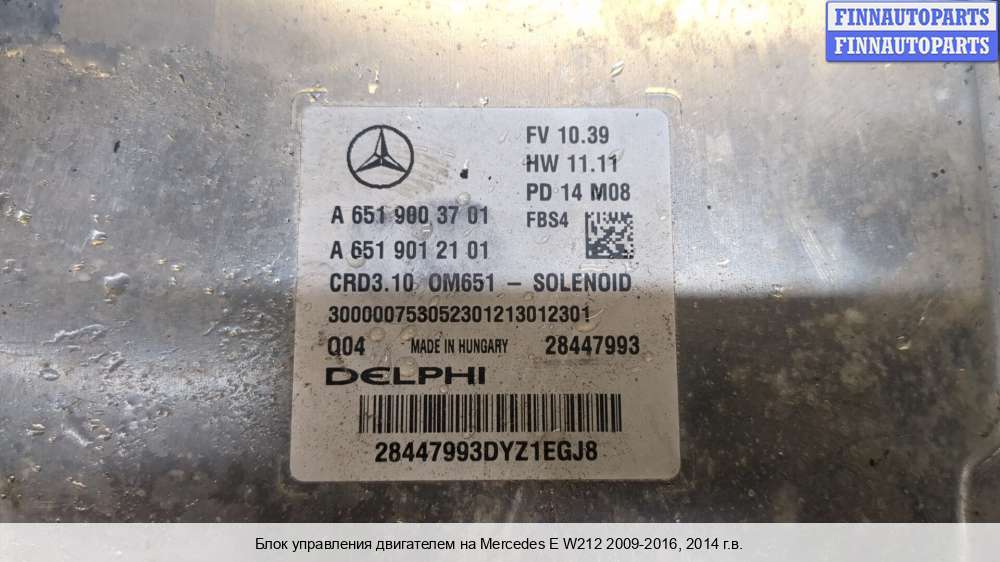 FINNAUTOPARTS
FINNAUTOPARTS
FV 10.39
HW 11.11
PD 14 M08
FBS4
A 651 900 37 01
A 651 901 21 01
CRD3.10 OM651 – SOLENOID
300000753052301213012301
Q04 MADE IN HUNGARY 28447993
DELPHI
28447993DYZ1EGJ8
Блок управления двигателем на Mercedes E W212 2009-2016, 2014 г.в.